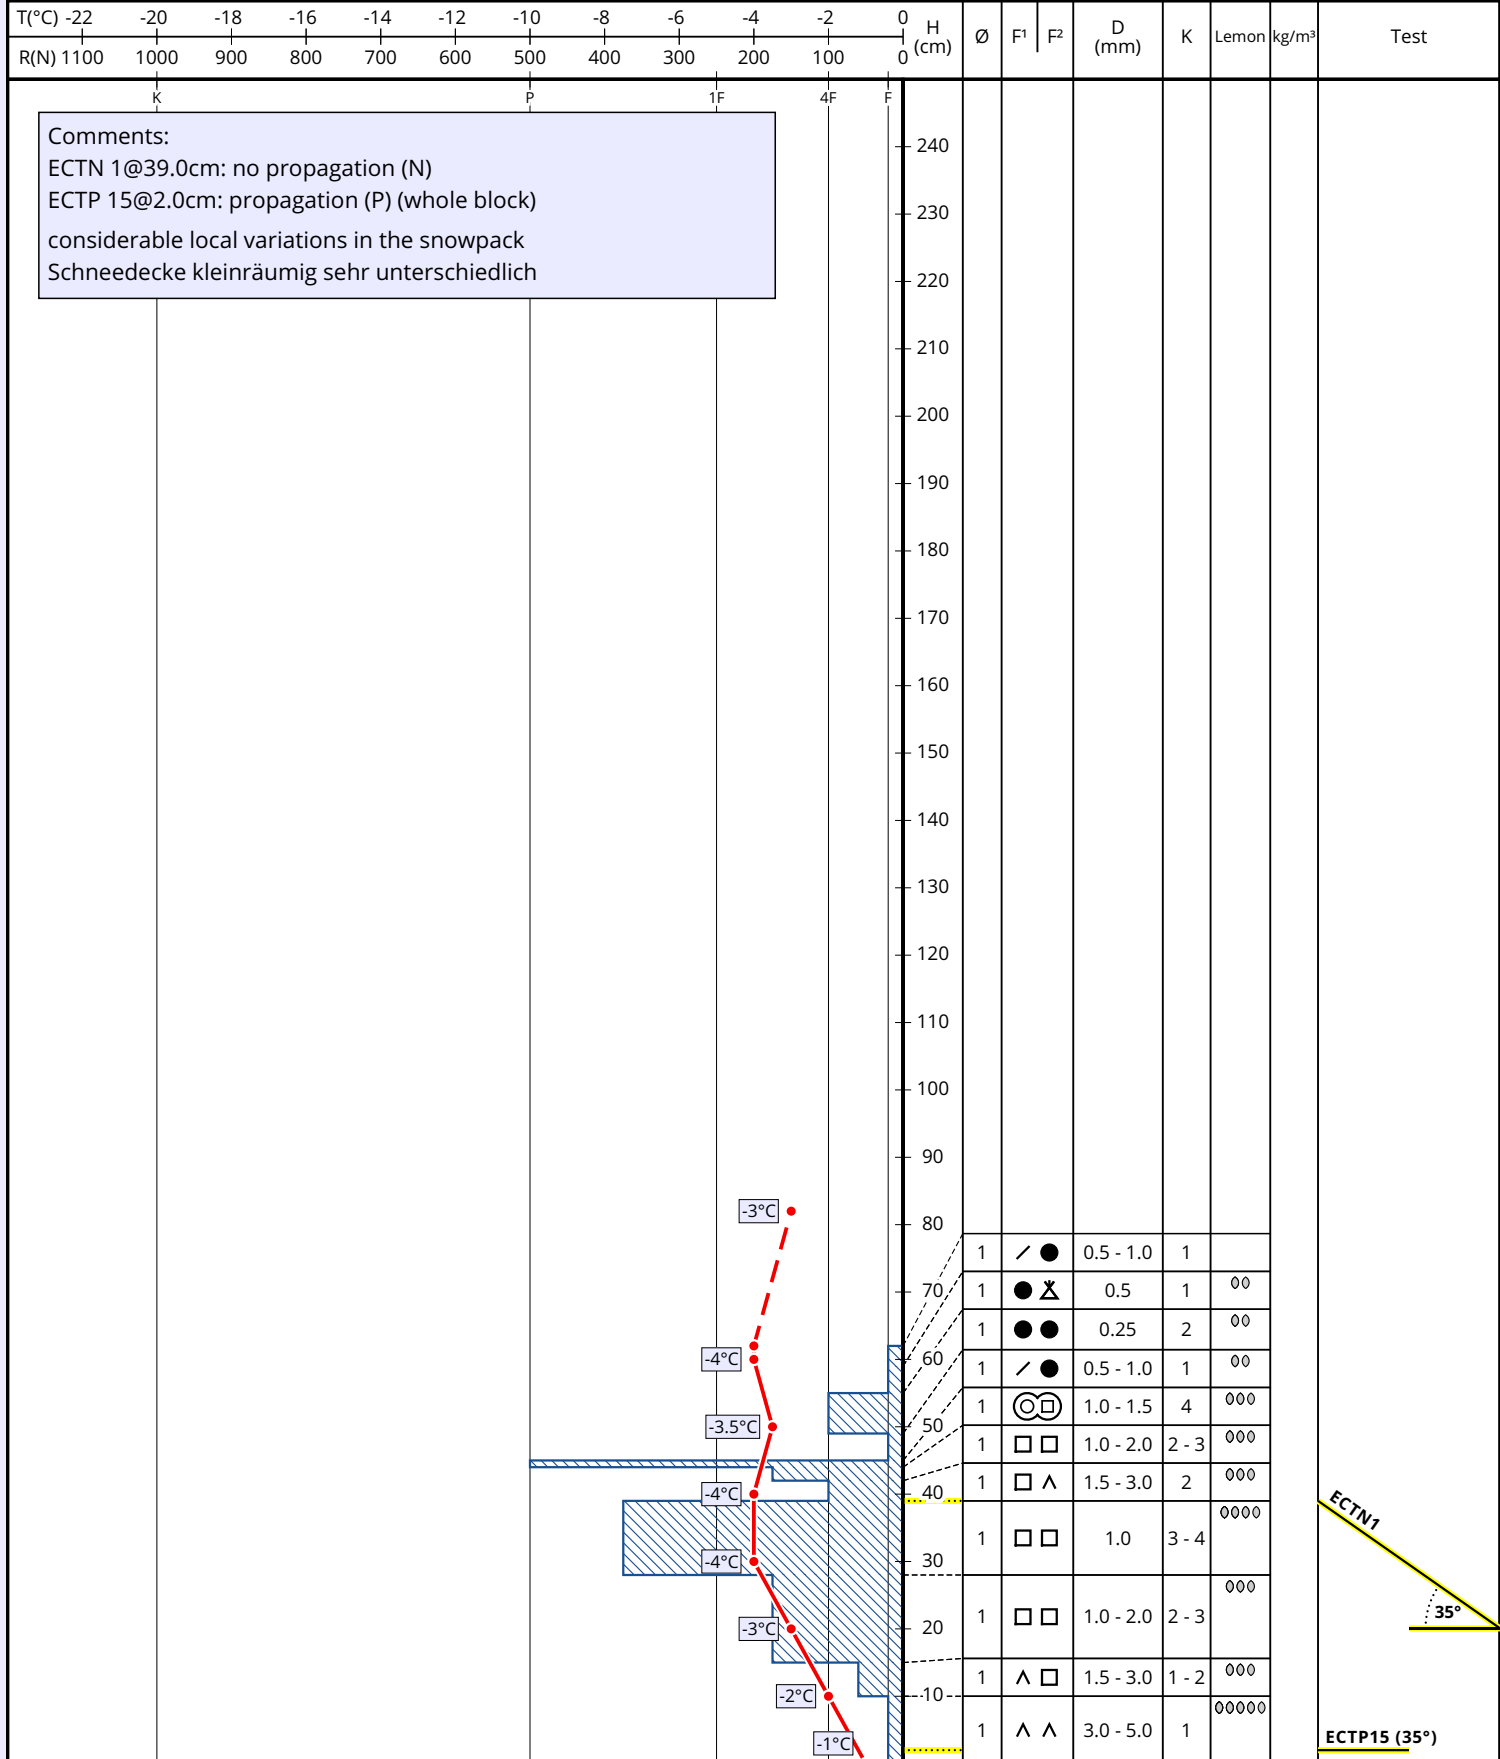 T(°C) -22 -20 -18 -16 -14 -12 -10 -8 -6 -4 -2 0
R(N) 1100 1000 900 800 700 600 500 400 300 200 100 0
H (cm) Ø F¹ F² D (mm) K Lemon kg/m³ Test
K P 1F 4F F
Comments:
ECTN 1@39.0cm: no propagation (N)
ECTP 15@2.0cm: propagation (P) (whole block)
considerable local variations in the snowpack
Schneedecke kleinräumig sehr unterschiedlich
240
230
220
210
200
190
180
170
160
150
140
130
120
110
100
90
-3°C
80
1 0.5 - 1.0 1
70
1 0.5 1
1 0.25 2
-4°C 60
1 0.5 - 1.0 1
1 1.0 - 1.5 4
-3.5°C 50
1 1.0 - 2.0 2 - 3
1 1.5 - 3.0 2
-4°C 40
ECTN1
1 1.0 3 - 4
-4°C 30
35°
1 1.0 - 2.0 2 - 3
-3°C 20
1 1.5 - 3.0 1 - 2
-2°C 10
1 3.0 - 5.0 1
ECTP15 (35°)
-1°C